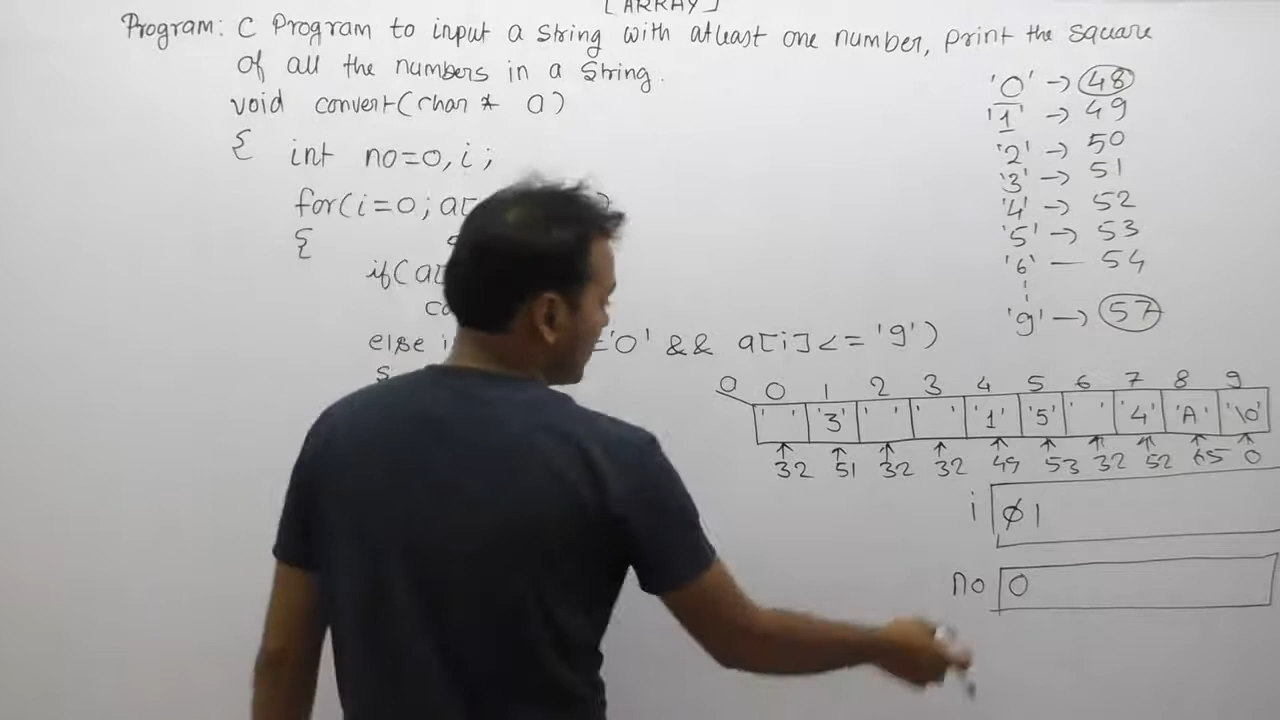 [ARRAY]
Program: C Program to input a string with atleast one number, print the square
of all the numbers in a string.
void convert(char * a)
{ int no=0,i;
for(i=0; a[ )
{
if( a[
else i ='0' && a[i]<='9')
s
'0' → 48
'1' → 49
'2' → 50
'3' → 51
'4' → 52
'5' → 53
'6' — 54
'9' → 57
a 0 1 2 3 4 5 6 7 8 9
' ' '3' ' ' ' ' '1' '5' ' ' '4' 'A' '\0'
32 51 32 32 49 53 32 52 65 0
i 0 1
no 0